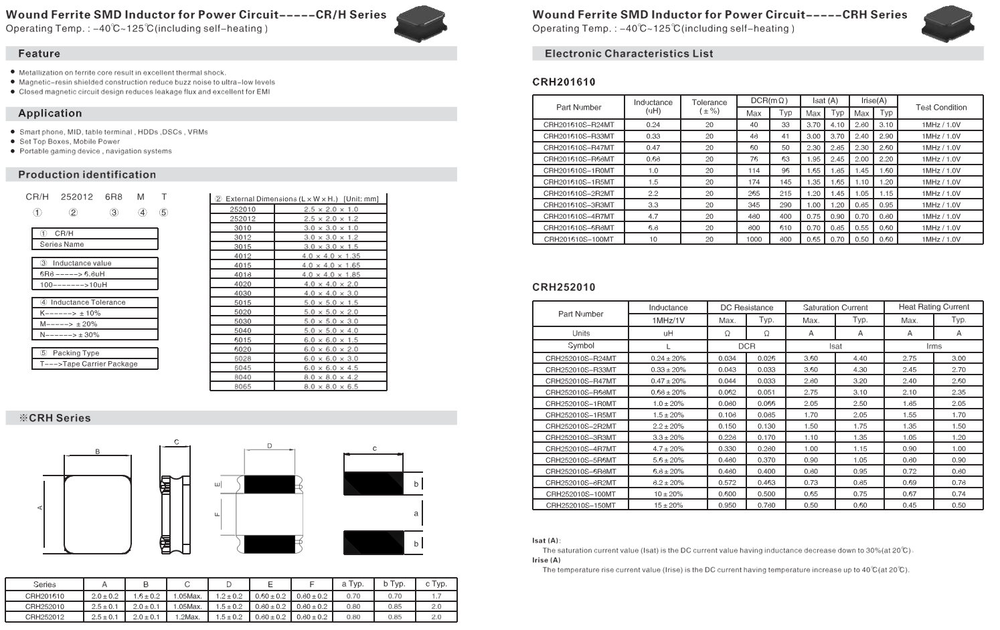 Wound Ferrite SMD Inductor for Power Circuit-----CR/H Series
Operating Temp. : -40℃~125℃(including self-heating )
Feature
● Metallization on ferrite core result in excellent thermal shock.
● Magnetic-resin shielded construction reduce buzz noise to ultra-low levels
● Closed magnetic circuit design reduces leakage flux and excellent for EMI
Application
● Smart phone, MID, table terminal , HDDs ,DSCs , VRMs
● Set Top Boxes, Mobile Power
● Portable gaming device , navigation systems
Production identification
CR/H 252012 6R8 M T
① ② ③ ④ ⑤
① CR/H
Series Name
③ Inductance value
6R8 -----> 6.8uH
100------->10uH
④ Inductance Tolerance
K------> ±10%
M-----> ±20%
N-----> ±30%
⑤ Packing Type
T--->Tape Carrier Package
② External Dimensions (L×W×H.) [Unit: mm]
252010 2.5 × 2.0 × 1.0
252012 2.5 × 2.0 × 1.2
3010 3.0 × 3.0 × 1.0
3012 3.0 × 3.0 × 1.2
3015 3.0 × 3.0 × 1.5
4012 4.0 × 4.0 × 1.35
4015 4.0 × 4.0 × 1.65
4018 4.0 × 4.0 × 1.85
4020 4.0 × 4.0 × 2.0
4030 4.0 × 4.0 × 3.0
5015 5.0 × 5.0 × 1.5
5020 5.0 × 5.0 × 2.0
5030 5.0 × 5.0 × 3.0
5040 5.0 × 5.0 × 4.0
6015 6.0 × 6.0 × 1.5
6020 6.0 × 6.0 × 2.0
6028 6.0 × 6.0 × 3.0
6045 6.0 × 6.0 × 4.5
8040 8.0 × 8.0 × 4.2
8065 8.0 × 8.0 × 6.5
※CRH Series
B
A
C
D
E
F
c
b
a
b
Series A B C D E F a Typ. b Typ. c Typ.
CRH201610 2.0±0.2 1.6±0.2 1.05Max. 1.2±0.2 0.60±0.2 0.80±0.2 0.70 0.70 1.7
CRH252010 2.5±0.1 2.0±0.1 1.05Max. 1.5±0.2 0.80±0.2 0.80±0.2 0.80 0.85 2.0
CRH252012 2.5±0.1 2.0±0.1 1.2Max. 1.5±0.2 0.80±0.2 0.80±0.2 0.80 0.85 2.0
Wound Ferrite SMD Inductor for Power Circuit-----CRH Series
Operating Temp. : -40℃~125℃(including self-heating )
Electronic Characteristics List
CRH201610
Part Number Inductance (uH) Tolerance (±%) DCR(mΩ) Isat (A) Irise(A) Test Condition
Max Typ Max Typ Max Typ
CRH201610S-R24MT 0.24 20 40 33 3.70 4.10 2.80 3.10 1MHz / 1.0V
CRH201610S-R33MT 0.33 20 48 41 3.00 3.70 2.40 2.90 1MHz / 1.0V
CRH201610S-R47MT 0.47 20 60 50 2.30 2.85 2.30 2.60 1MHz / 1.0V
CRH201610S-R68MT 0.68 20 76 63 1.95 2.45 2.00 2.20 1MHz / 1.0V
CRH201610S-1R0MT 1.0 20 114 96 1.65 1.85 1.45 1.60 1MHz / 1.0V
CRH201610S-1R5MT 1.5 20 174 145 1.35 1.65 1.10 1.20 1MHz / 1.0V
CRH201610S-2R2MT 2.2 20 265 215 1.20 1.45 1.05 1.15 1MHz / 1.0V
CRH201610S-3R3MT 3.3 20 345 290 1.00 1.20 0.85 0.95 1MHz / 1.0V
CRH201610S-4R7MT 4.7 20 480 400 0.75 0.90 0.70 0.80 1MHz / 1.0V
CRH201610S-6R8MT 6.8 20 800 610 0.70 0.85 0.55 0.60 1MHz / 1.0V
CRH201610S-100MT 10 20 1000 800 0.65 0.70 0.50 0.60 1MHz / 1.0V
CRH252010
Part Number Inductance DC Resistance Saturation Current Heat Rating Current
1MHz/1V Max. Typ. Max. Typ. Max. Typ.
Units uH Ω Ω A A A A
Symbol L DCR Isat Irms
CRH252010S-R24MT 0.24±20% 0.034 0.026 3.60 4.40 2.75 3.00
CRH252010S-R33MT 0.33±20% 0.043 0.033 3.60 4.30 2.45 2.70
CRH252010S-R47MT 0.47±20% 0.044 0.033 2.80 3.20 2.40 2.60
CRH252010S-R68MT 0.68±20% 0.062 0.051 2.75 3.10 2.10 2.35
CRH252010S-1R0MT 1.0±20% 0.080 0.066 2.05 2.50 1.85 2.05
CRH252010S-1R5MT 1.5±20% 0.108 0.085 1.70 2.05 1.55 1.70
CRH252010S-2R2MT 2.2±20% 0.150 0.130 1.50 1.75 1.35 1.50
CRH252010S-3R3MT 3.3±20% 0.228 0.170 1.10 1.35 1.05 1.20
CRH252010S-4R7MT 4.7±20% 0.330 0.280 1.00 1.15 0.90 1.00
CRH252010S-5R6MT 5.6±20% 0.480 0.370 0.90 1.05 0.80 0.90
CRH252010S-6R8MT 6.8±20% 0.480 0.400 0.80 0.95 0.72 0.80
CRH252010S-8R2MT 8.2±20% 0.572 0.463 0.73 0.85 0.69 0.78
CRH252010S-100MT 10±20% 0.600 0.500 0.65 0.75 0.67 0.74
CRH252010S-150MT 15±20% 0.950 0.780 0.50 0.60 0.45 0.50
Isat (A):
The saturation current value (Isat) is the DC current value having inductance decrease down to 30%(at 20℃)。
Irise (A)
The temperature rise current value (Irise) is the DC current having temperature increase up to 40℃(at 20℃).